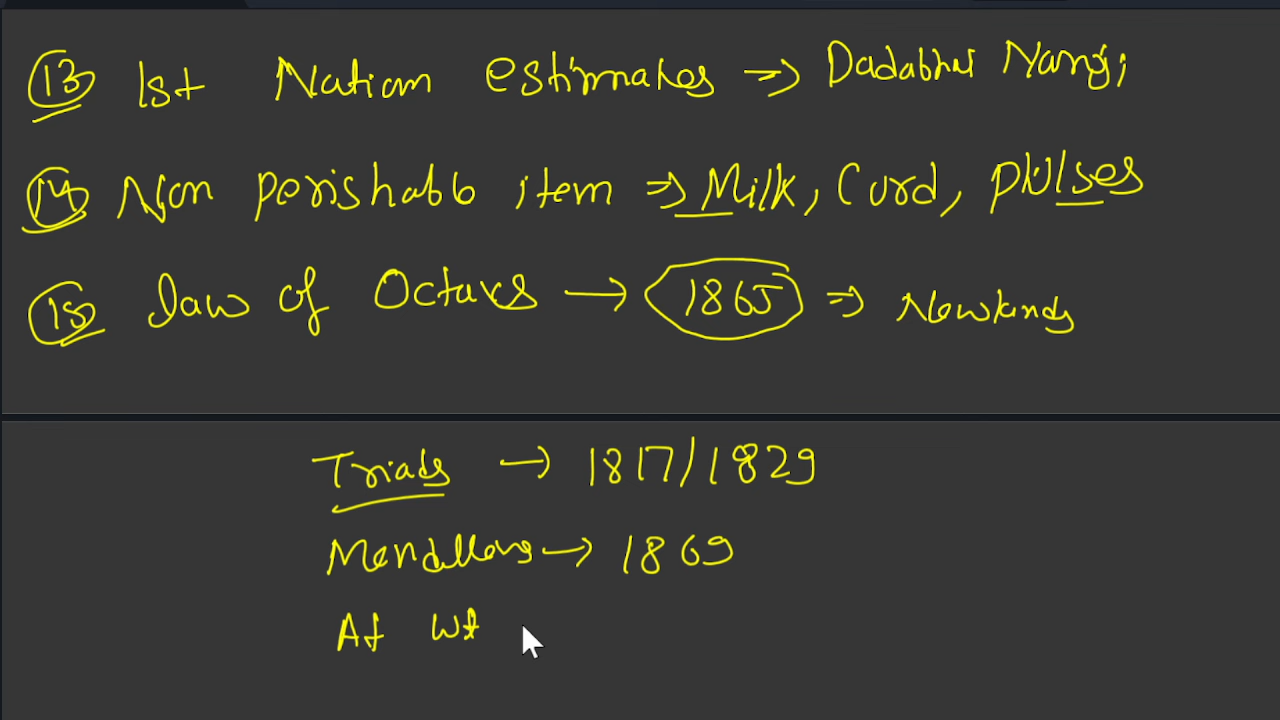 13 1st Nation estimates => Dadabhai Naroji
14 Non perishable item => Milk, Curd, pulses
15 Law of Octaves → 1865 => Newlands
Triads → 1817/1829
Mendleevs → 1869
At wt